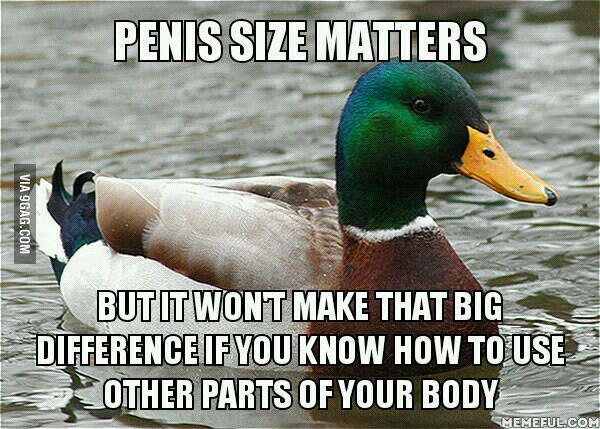 PENIS SIZE MATTERS
VIA 9GAG.COM
BUT IT WON'T MAKE THAT BIG
DIFFERENCE IF YOU KNOW HOW TO USE
OTHER PARTS OF YOUR BODY
MEMEFUL.COM